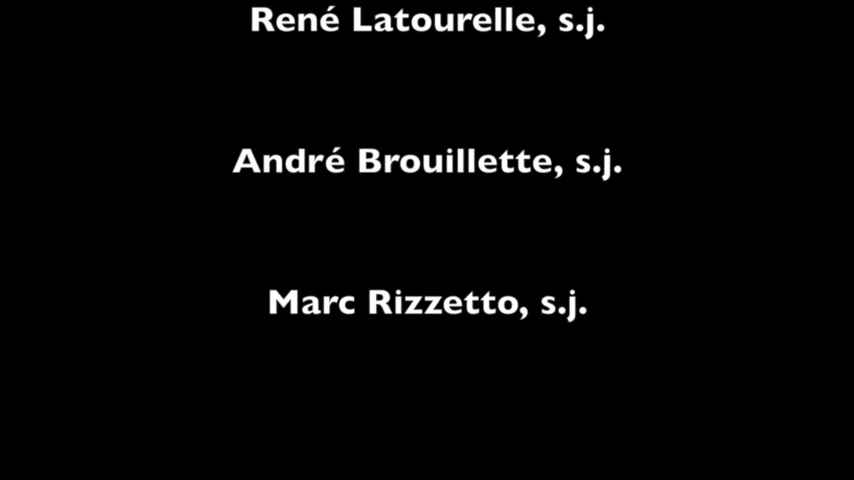 René Latourelle, s.j.
André Brouillette, s.j.
Marc Rizzetto, s.j.